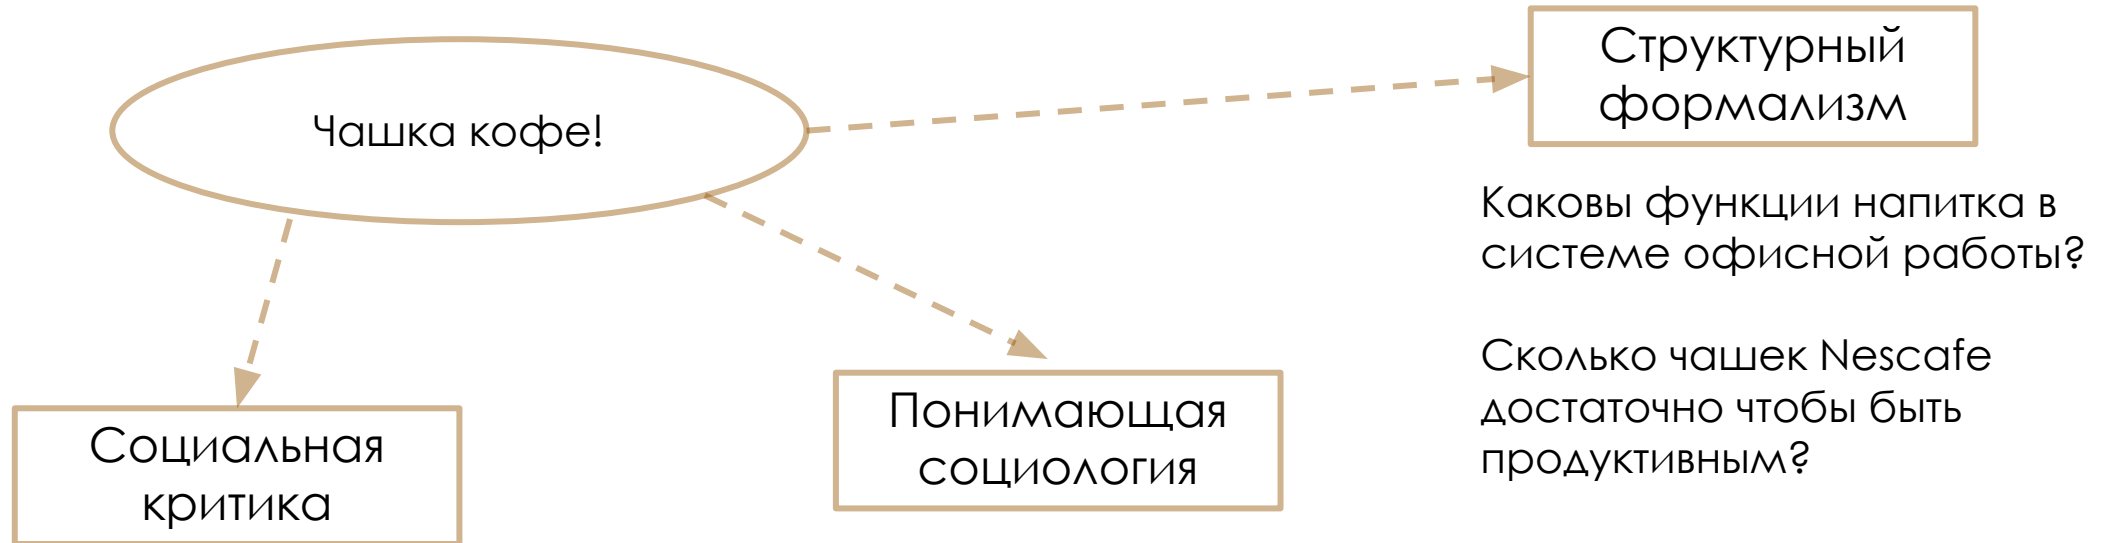 Чашка кофе!
Структурный
формализм
Каковы функции напитка в
системе офисной работы?
Сколько чашек Nescafe
достаточно чтобы быть
продуктивным?
Понимающая
социология
Социальная
критика